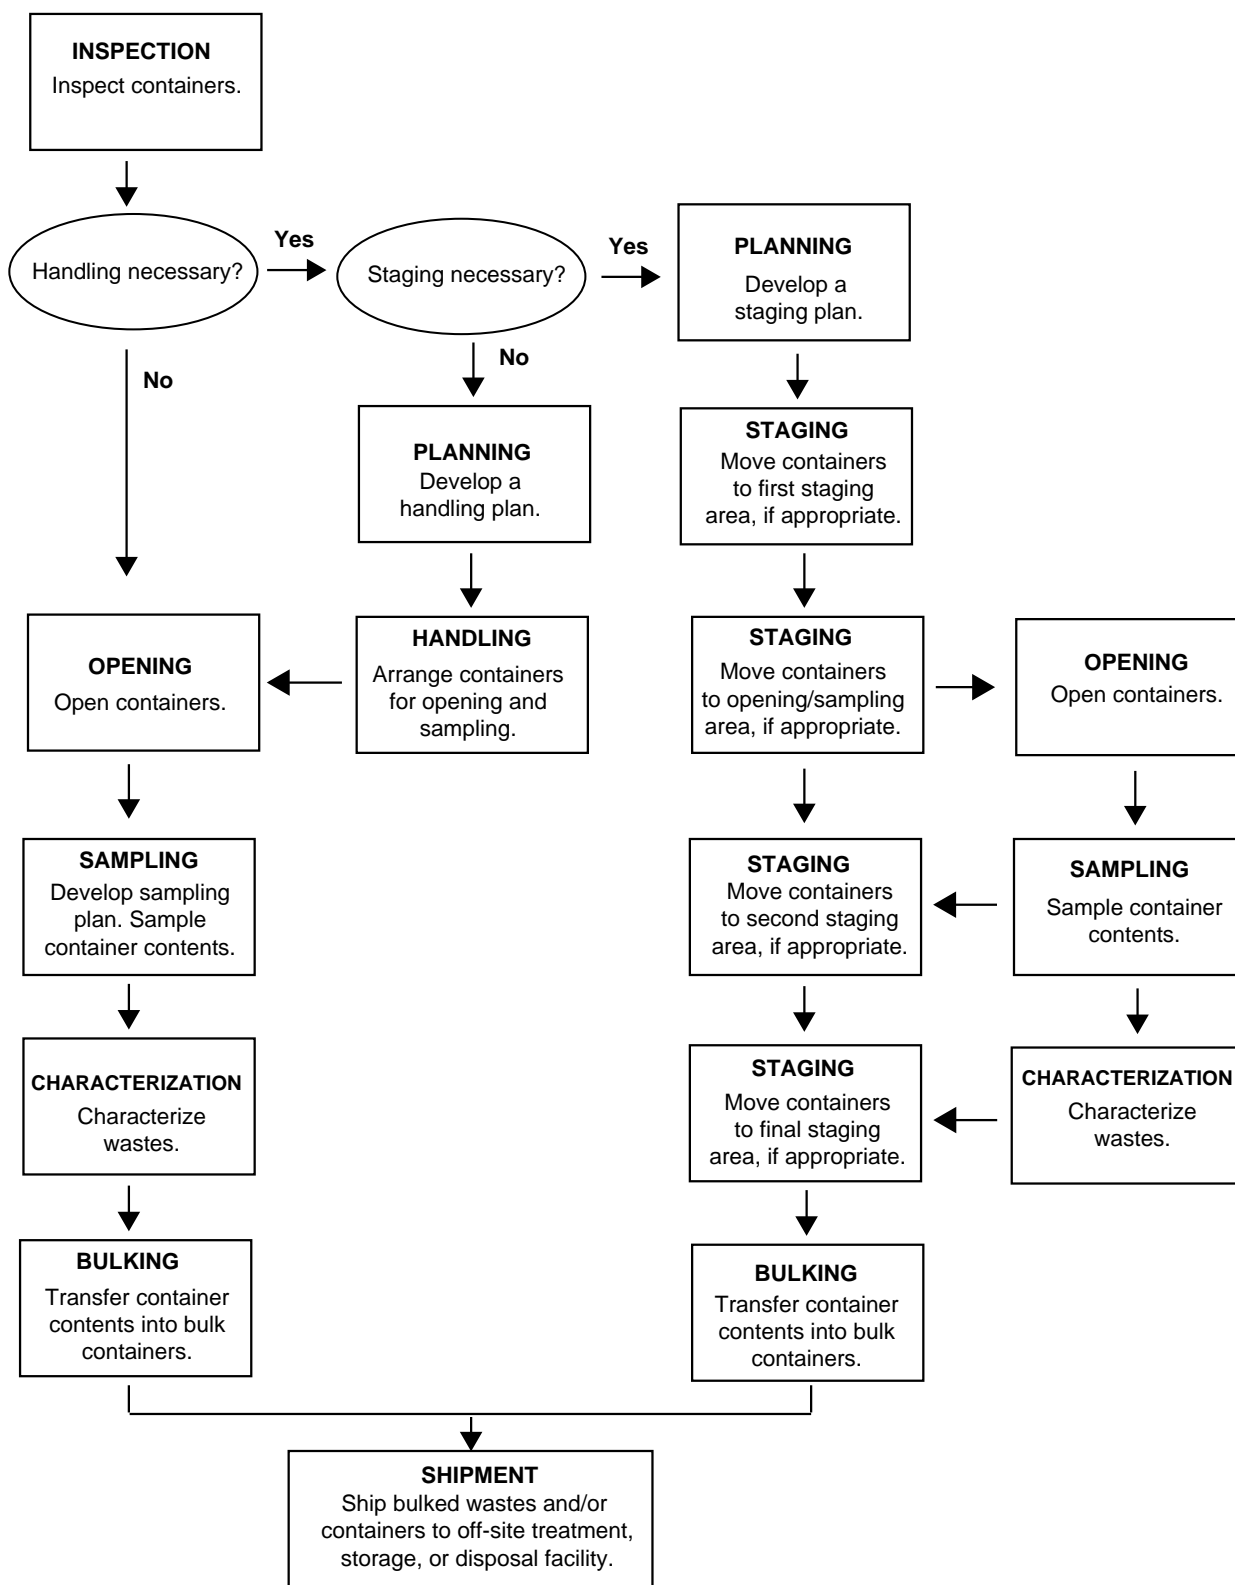 INSPECTION
Inspect containers.
Handling necessary?
Yes
Staging necessary?
Yes
PLANNING
Develop a
staging plan.
No
No
PLANNING
Develop a
handling plan.
STAGING
Move containers
to first staging
area, if appropriate.
OPENING
Open containers.
HANDLING
Arrange containers
for opening and
sampling.
STAGING
Move containers
to opening/sampling
area, if appropriate.
OPENING
Open containers.
SAMPLING
Develop sampling
plan. Sample
container contents.
STAGING
Move containers
to second staging
area, if appropriate.
SAMPLING
Sample container
contents.
CHARACTERIZATION
Characterize
wastes.
STAGING
Move containers
to final staging
area, if appropriate.
CHARACTERIZATION
Characterize
wastes.
BULKING
Transfer container
contents into bulk
containers.
BULKING
Transfer container
contents into bulk
containers.
SHIPMENT
Ship bulked wastes and/or
containers to off-site treatment,
storage, or disposal facility.